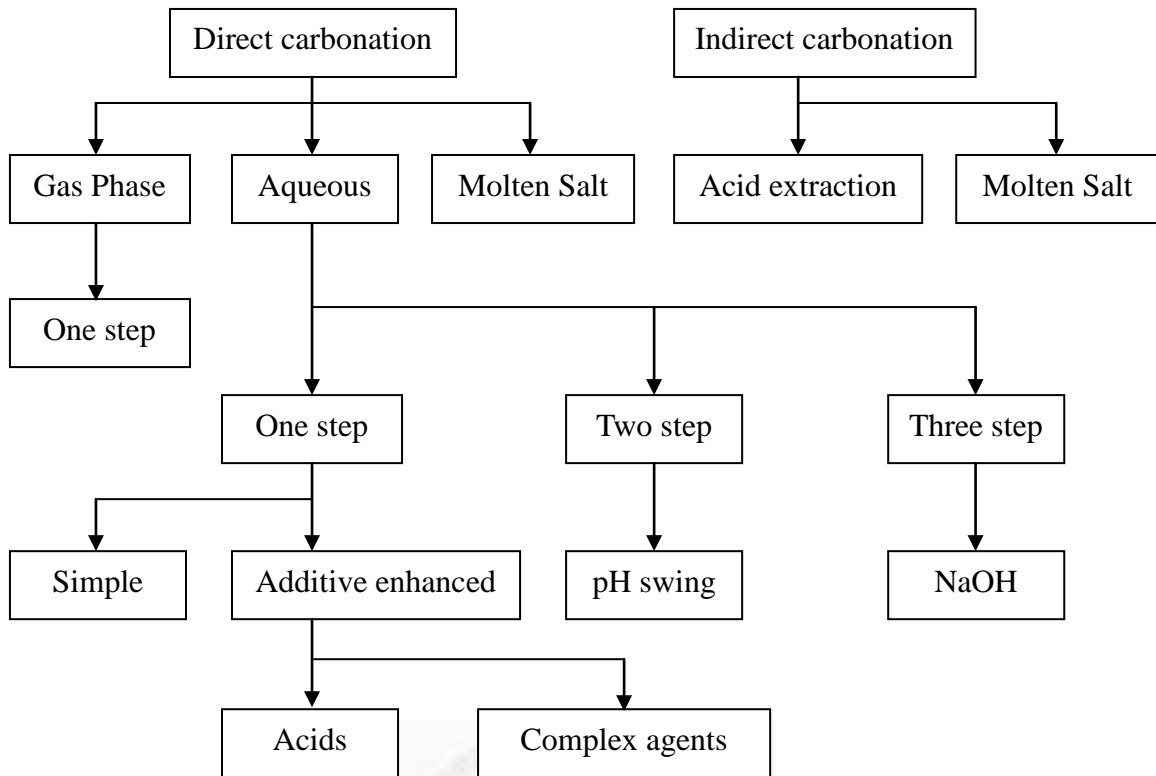 Direct carbonation
Indirect carbonation
Gas Phase
Aqueous
Molten Salt
Acid extraction
Molten Salt
One step
One step
Two step
Three step
Simple
Additive enhanced
pH swing
NaOH
Acids
Complex agents